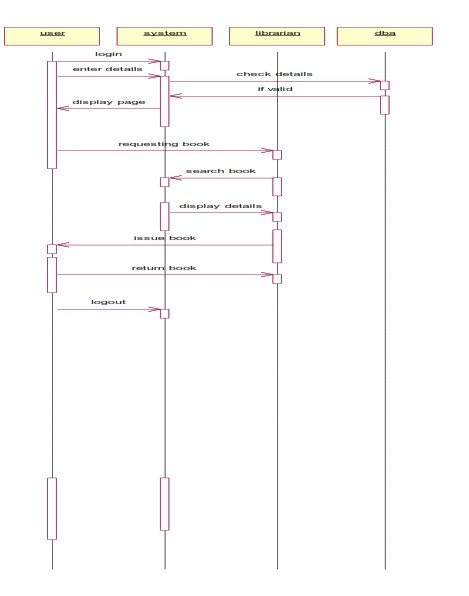 user
system
librarian
dba
login
enter details
check details
if valid
display page
requesting book
search book
display details
issue book
return book
logout